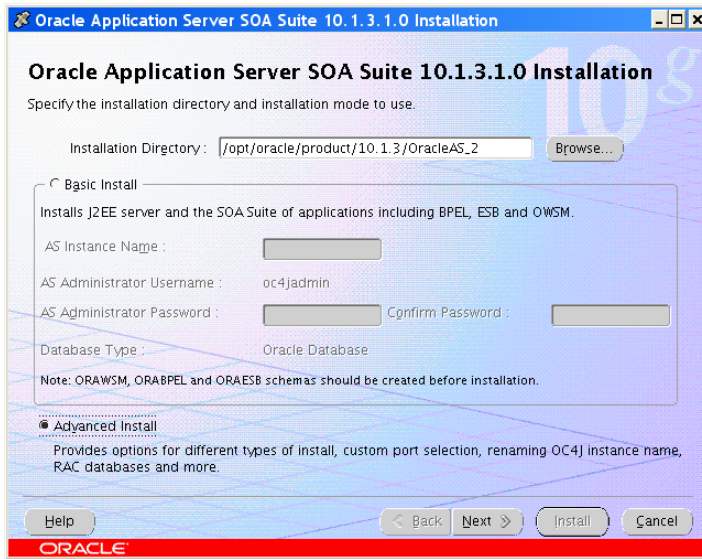 Oracle Application Server SOA Suite 10.1.3.1.0 Installation
10g
Oracle Application Server SOA Suite 10.1.3.1.0 Installation
Specify the installation directory and installation mode to use.
Installation Directory : /opt/oracle/product/10.1.3/OracleAS_2 Browse...
Basic Install
Installs J2EE server and the SOA Suite of applications including BPEL, ESB and OWSM.
AS Instance Name :
AS Administrator Username : oc4jadmin
AS Administrator Password : Confirm Password :
Database Type : Oracle Database
Note: ORAWSM, ORABPEL and ORAESB schemas should be created before installation.
Advanced Install
Provides options for different types of install, custom port selection, renaming OC4J instance name,
RAC databases and more.
Help Back Next Install Cancel
ORACLE